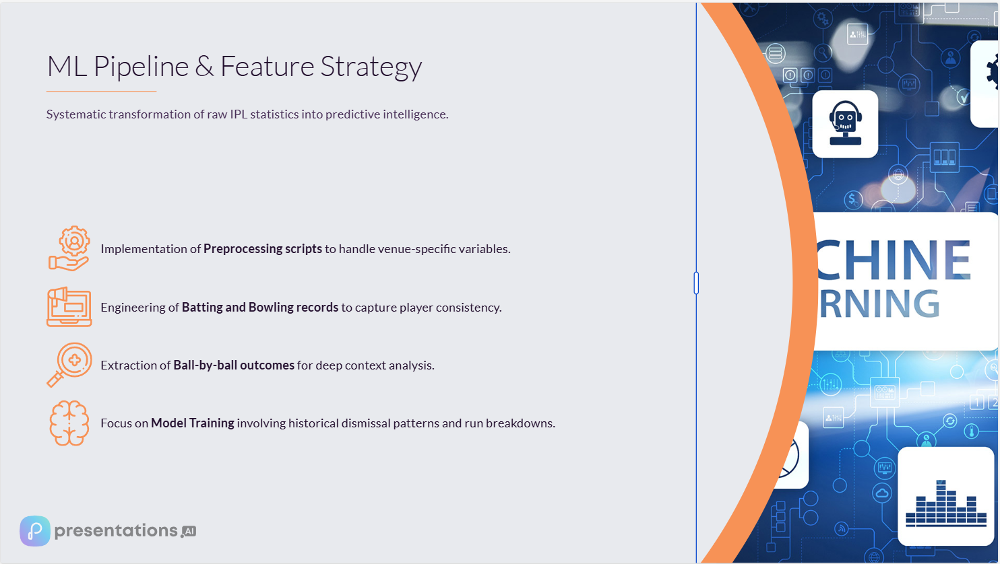 ML Pipeline & Feature Strategy
Systematic transformation of raw IPL statistics into predictive intelligence.
Implementation of Preprocessing scripts to handle venue-specific variables.
Engineering of Batting and Bowling records to capture player consistency.
Extraction of Ball-by-ball outcomes for deep context analysis.
Focus on Model Training involving historical dismissal patterns and run breakdowns.
CHINE
RNING
1 2
presentations.AI